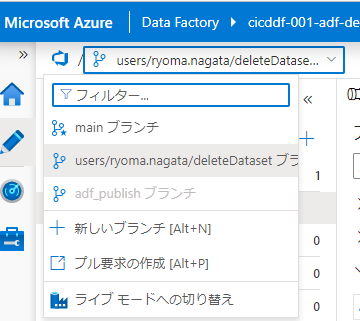 Microsoft Azure
Data Factory > cicddf-001-adf-de
/ users/ryoma.nagata/deleteDatase...
フィルター...
main ブランチ
users/ryoma.nagata/deleteDataset ブラ
adf_publish ブランチ
1
新しいブランチ [Alt+N]
0
プル要求の作成 [Alt+P]
0
ライブ モードへの切り替え
0